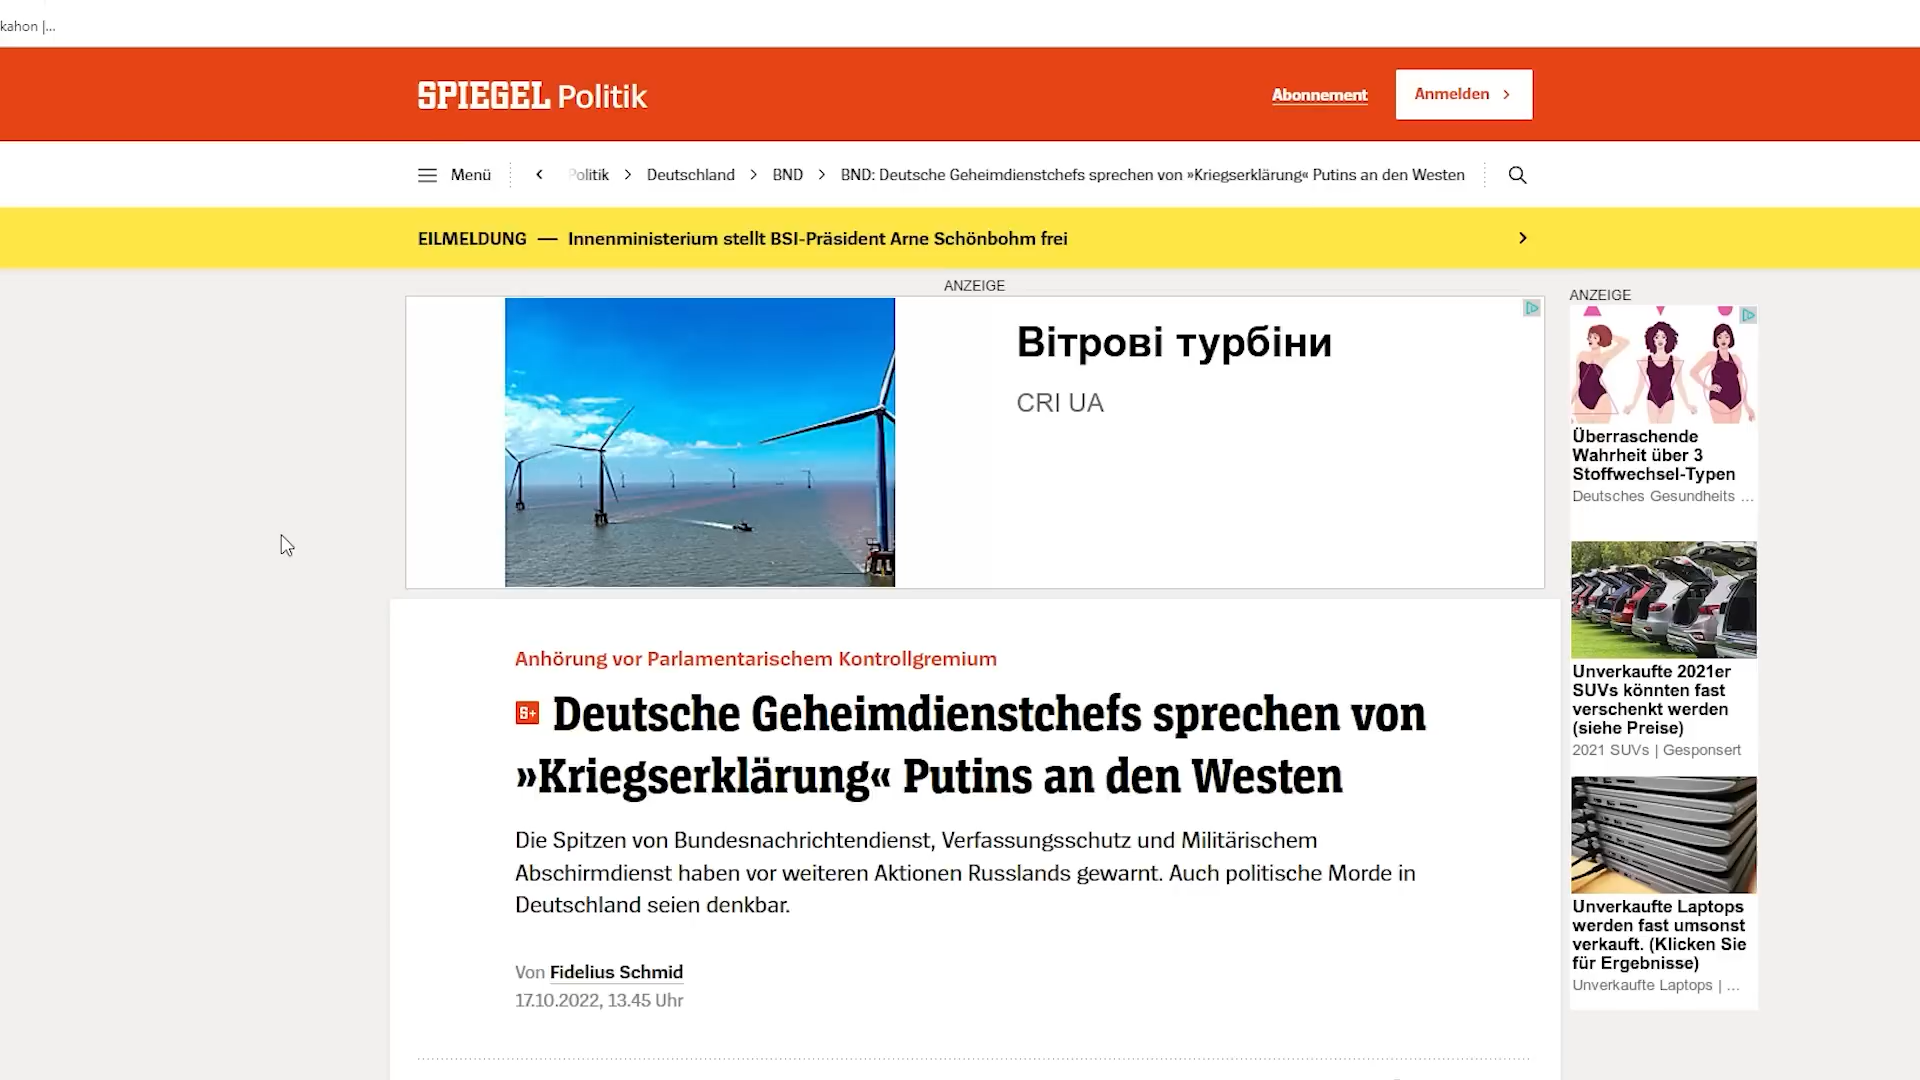 kahon |...
SPIEGEL Politik
Abonnement
Anmelden
Menü
Politik
Deutschland
BND
BND: Deutsche Geheimdienstchefs sprechen von »Kriegserklärung« Putins an den Westen
EILMELDUNG — Innenministerium stellt BSI-Präsident Arne Schönbohm frei
ANZEIGE
Вітрові турбіни
CRI UA
Anhörung vor Parlamentarischem Kontrollgremium
S+ Deutsche Geheimdienstchefs sprechen von
»Kriegserklärung« Putins an den Westen
Die Spitzen von Bundesnachrichtendienst, Verfassungsschutz und Militärischem
Abschirmdienst haben vor weiteren Aktionen Russlands gewarnt. Auch politische Morde in
Deutschland seien denkbar.
Von Fidelius Schmid
17.10.2022, 13.45 Uhr
ANZEIGE
Überraschende
Wahrheit über 3
Stoffwechsel-Typen
Deutsches Gesundheits ...
Unverkaufte 2021er
SUVs könnten fast
verschenkt werden
(siehe Preise)
2021 SUVs | Gesponsert
Unverkaufte Laptops
werden fast umsonst
verkauft. (Klicken Sie
für Ergebnisse)
Unverkaufte Laptops | ...